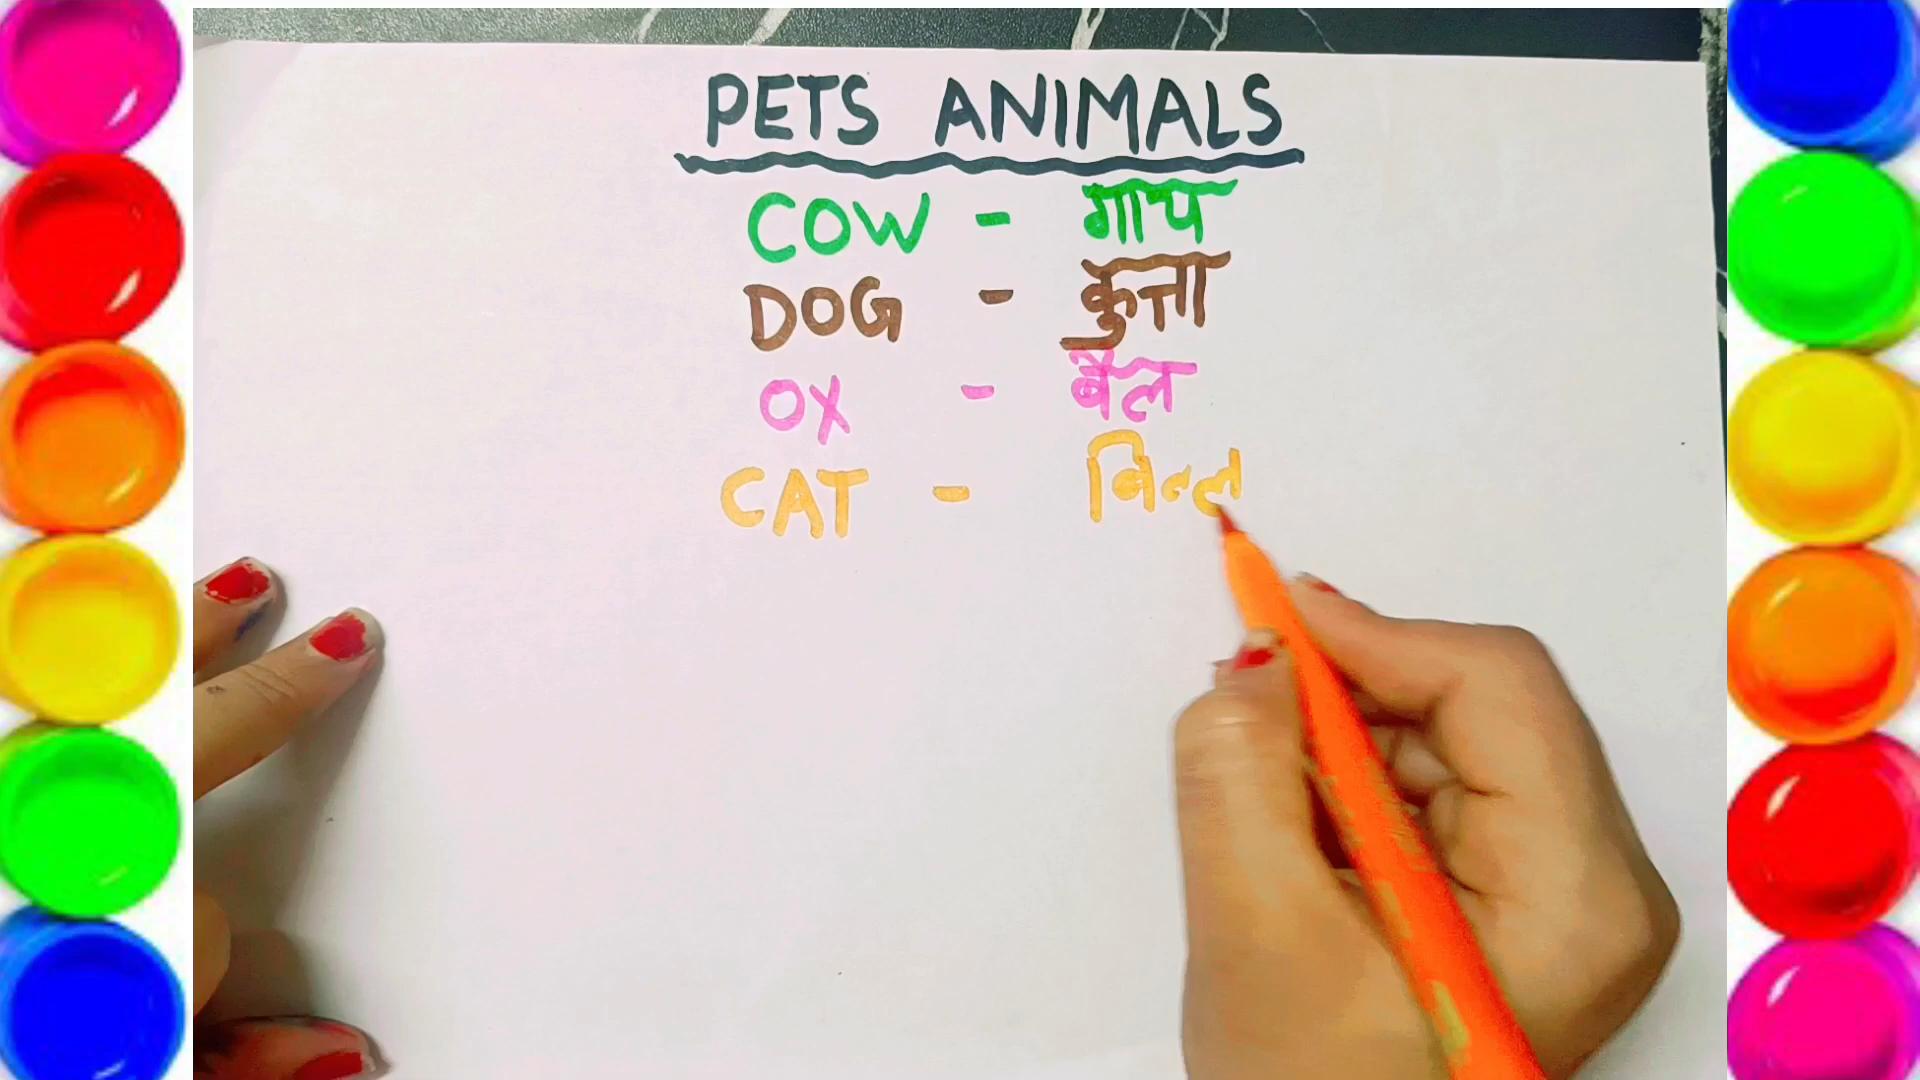 PETS ANIMALS
COW - गाय
DOG - कुत्ता
OX - बैल
CAT - बिल्ल